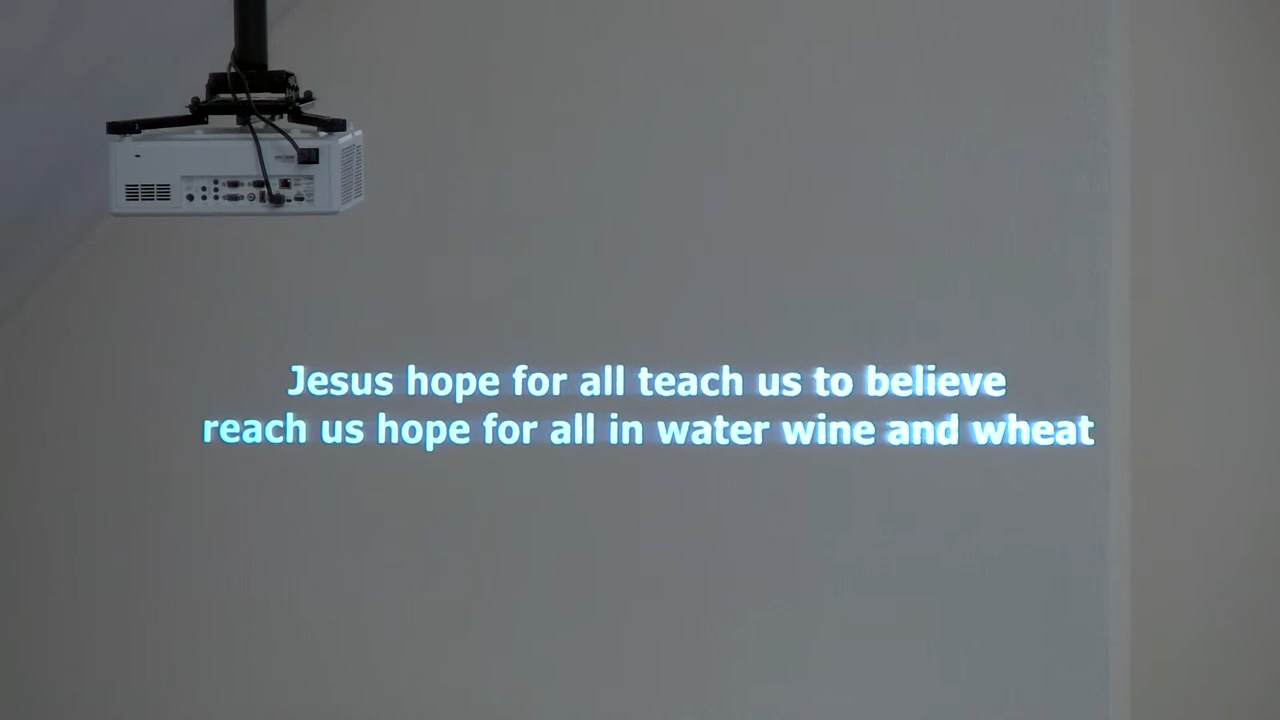 Jesus hope for all teach us to believe
reach us hope for all in water wine and wheat